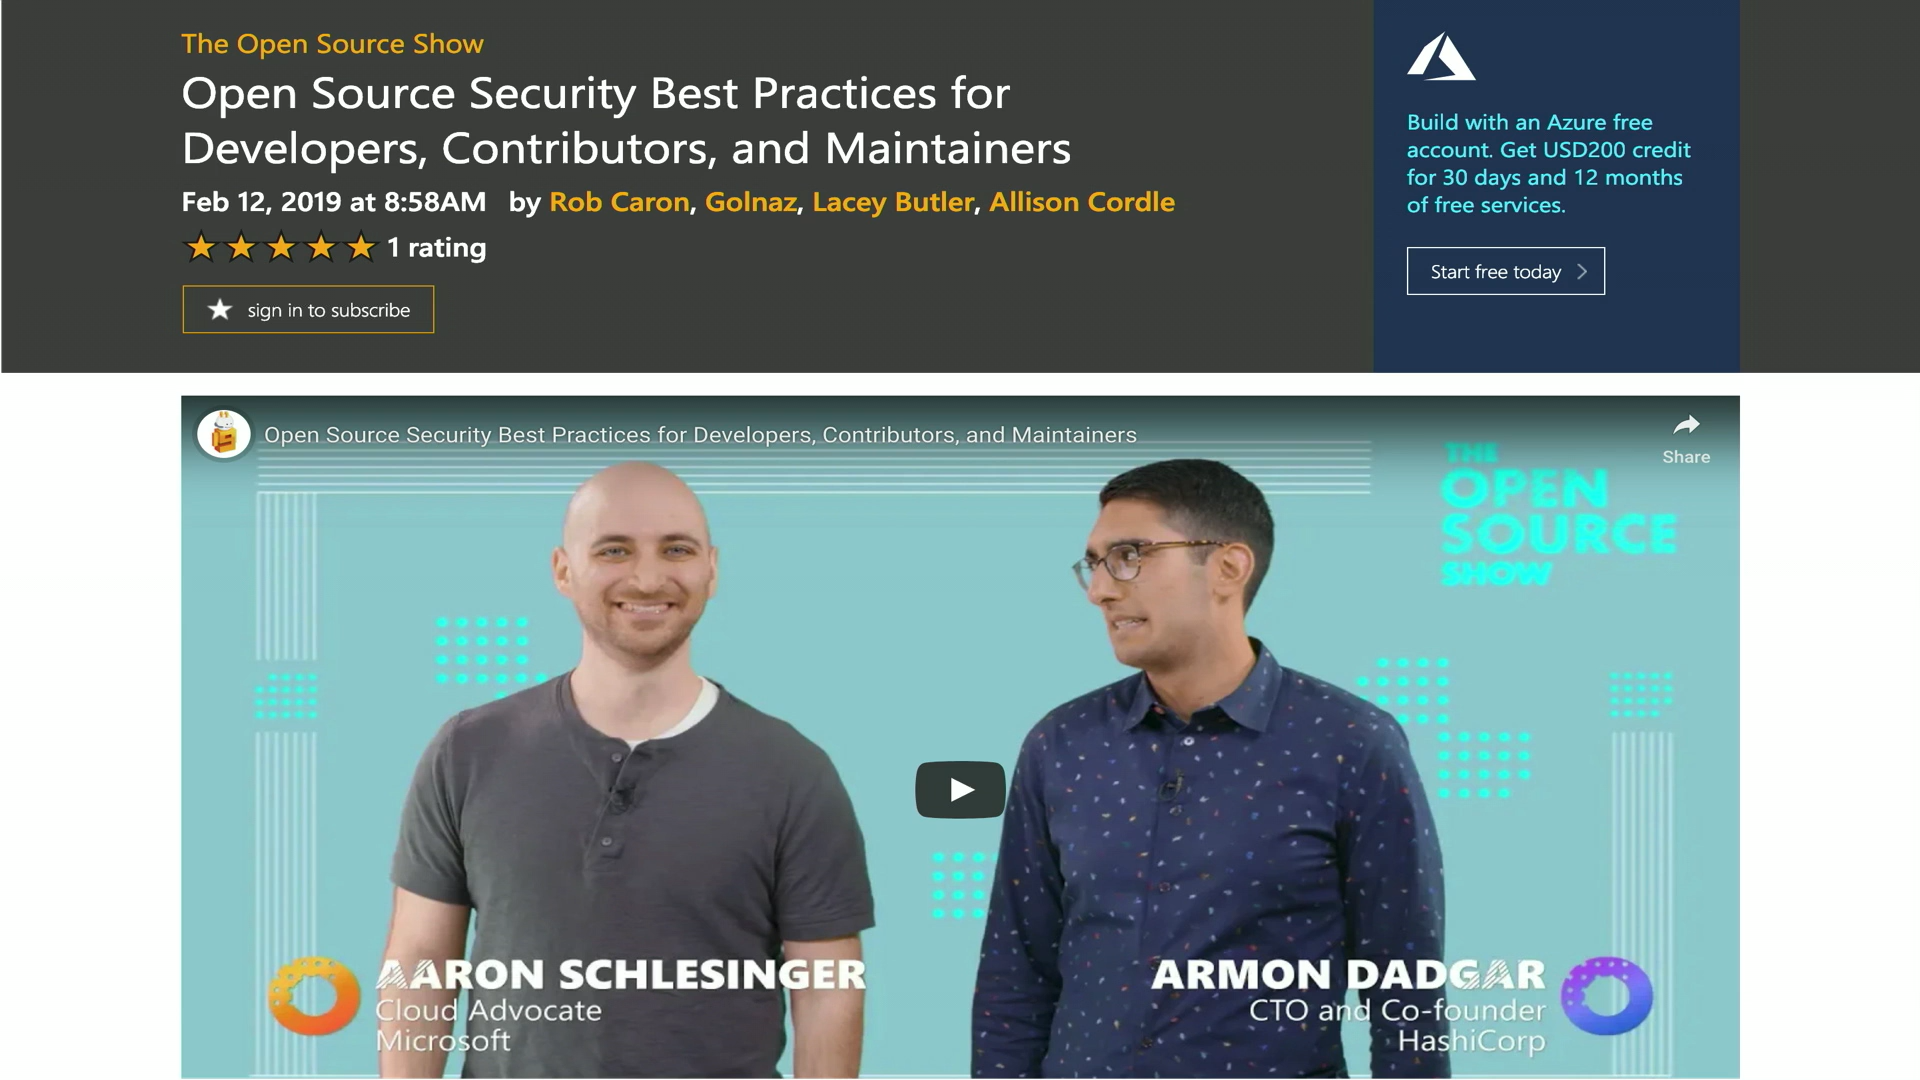 The Open Source Show
Open Source Security Best Practices for
Developers, Contributors, and Maintainers
Feb 12, 2019 at 8:58AM by Rob Caron, Golnaz, Lacey Butler, Allison Cordle
1 rating
sign in to subscribe
Build with an Azure free
account. Get USD200 credit
for 30 days and 12 months
of free services.
Start free today
Open Source Security Best Practices for Developers, Contributors, and Maintainers
Share
THE
OPEN
SOURCE
SHOW
AARON SCHLESINGER
Cloud Advocate
Microsoft
ARMON DADGAR
CTO and Co-founder
HashiCorp